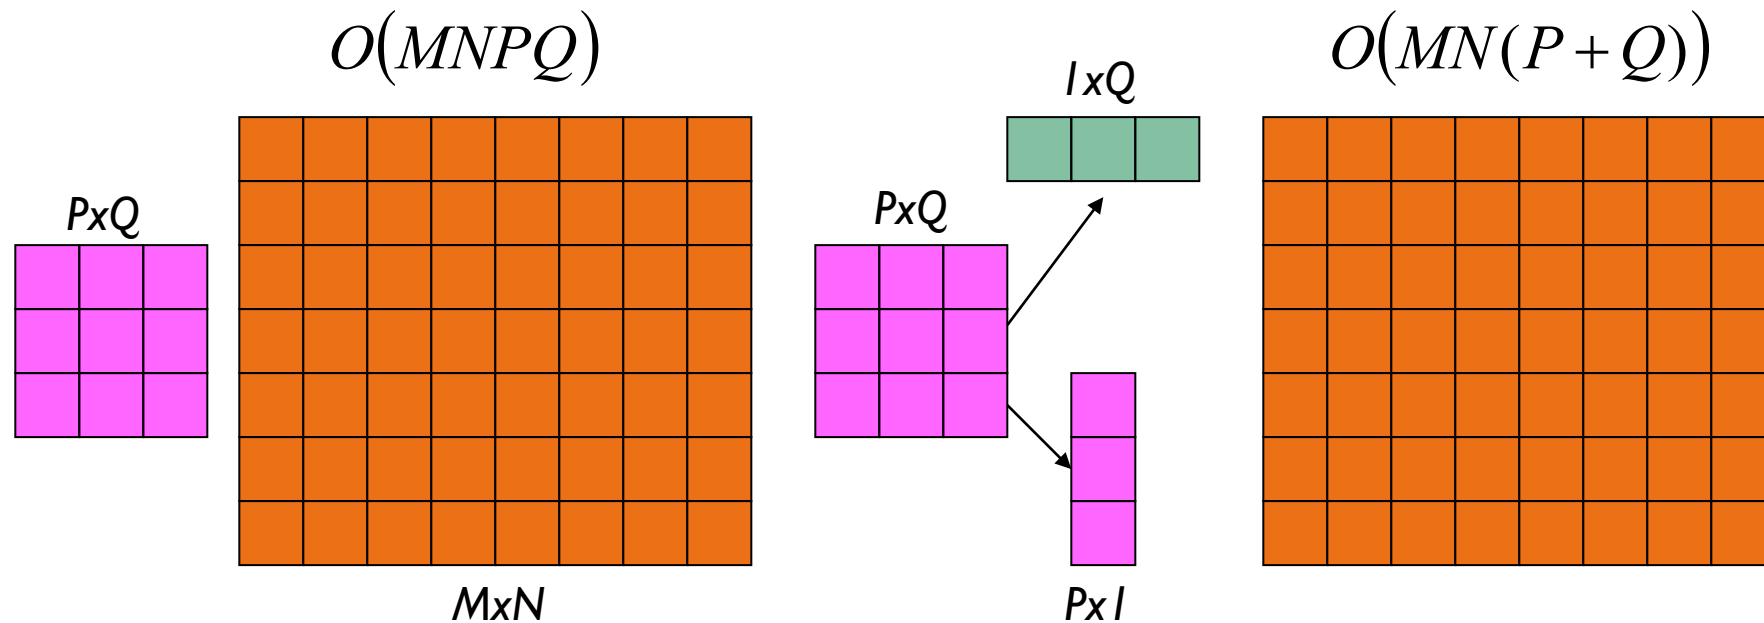 O(MNPQ)
PxQ
MxN
1xQ
PxQ
Px1
O(MN(P + Q))